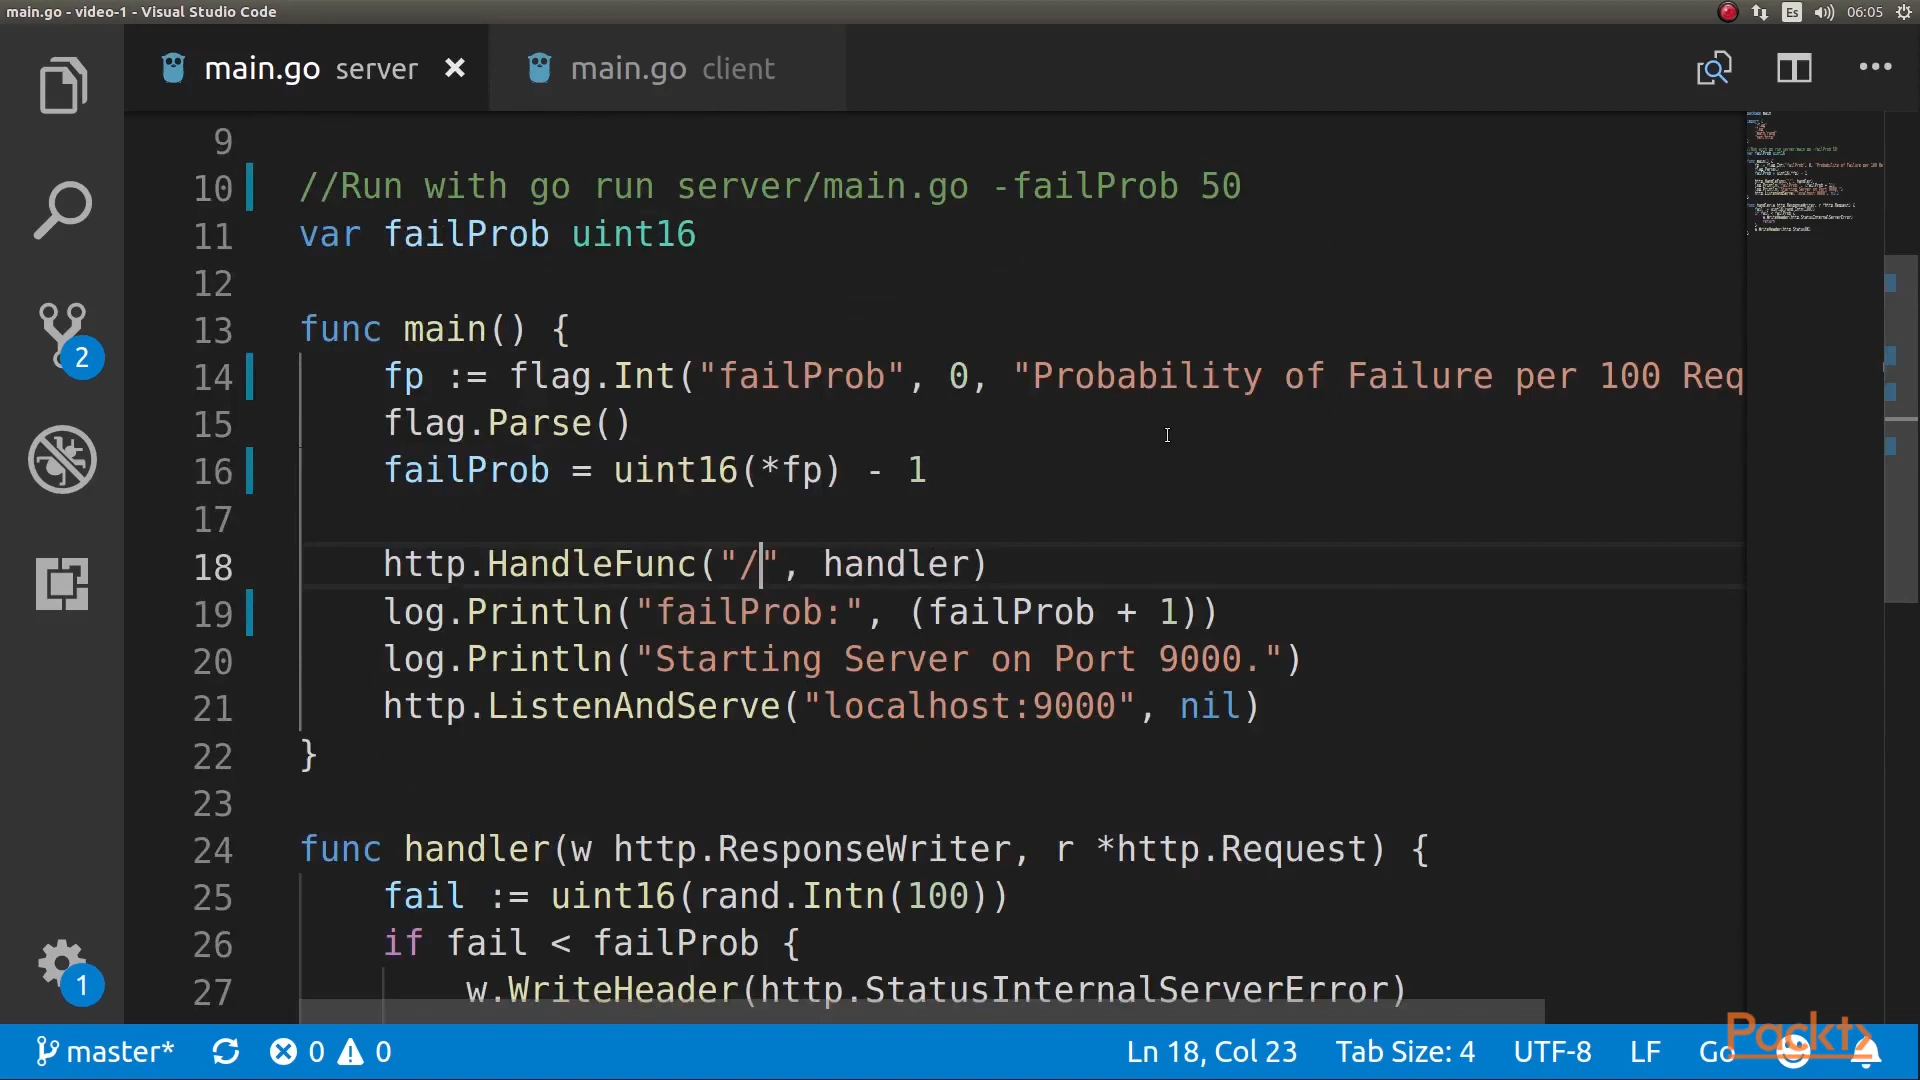 main.go - video-1 - Visual Studio Code
Es 06:05
main.go server main.go client
9
10 //Run with go run server/main.go -failProb 50
11 var failProb uint16
12
13 func main() {
14 fp := flag.Int("failProb", 0, "Probability of Failure per 100 Req
15 flag.Parse()
16 failProb = uint16(*fp) - 1
17
18 http.HandleFunc("/", handler)
19 log.Println("failProb:", (failProb + 1))
20 log.Println("Starting Server on Port 9000.")
21 http.ListenAndServe("localhost:9000", nil)
22 }
23
24 func handler(w http.ResponseWriter, r *http.Request) {
25 fail := uint16(rand.Intn(100))
26 if fail < failProb {
27 w.WriteHeader(http.StatusInternalServerError)
2
1
master* 0 0 Ln 18, Col 23 Tab Size: 4 UTF-8 LF Go
Packt>